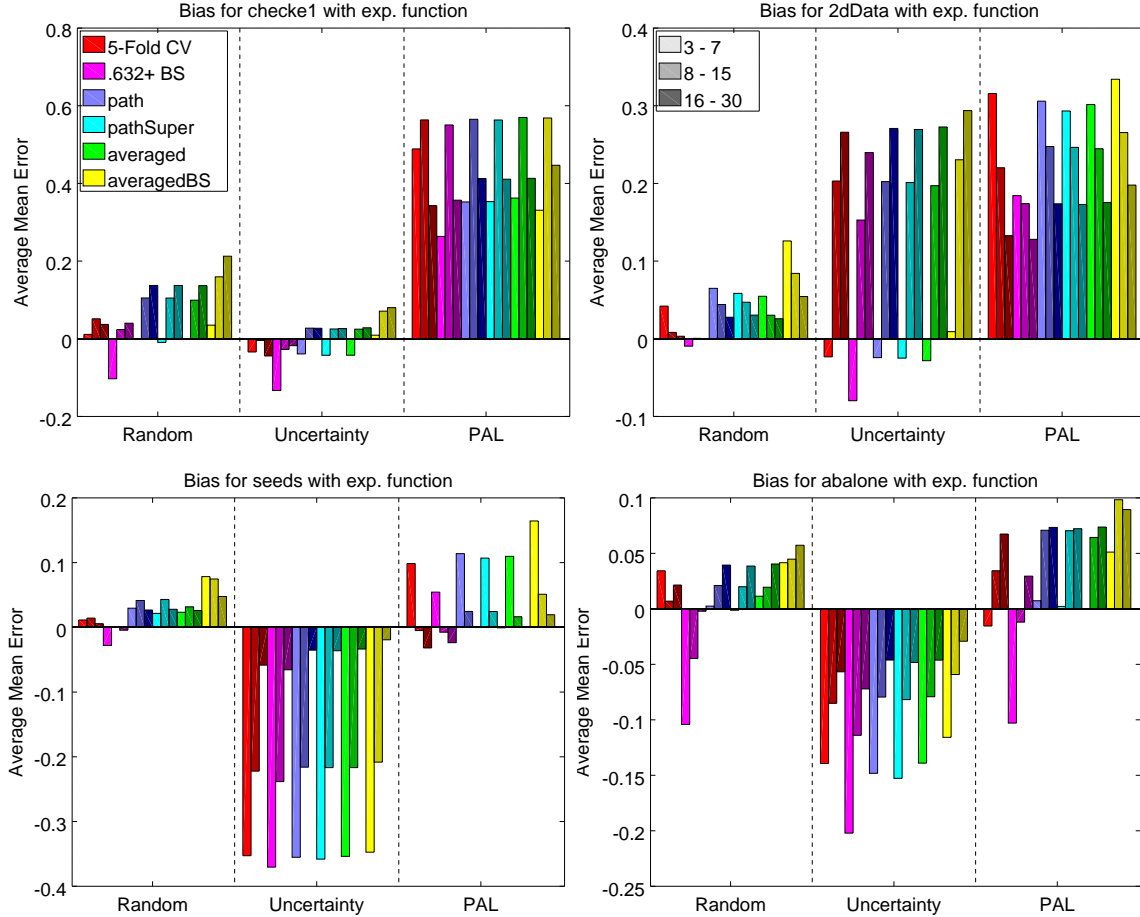 Bias for checke1 with exp. function
Average Mean Error
0.8
0.6
0.4
0.2
0
-0.2
5-Fold CV
.632+ BS
path
pathSuper
averaged
averagedBS
Random
Uncertainty
PAL
Bias for 2dData with exp. function
Average Mean Error
0.4
0.3
0.2
0.1
0
-0.1
3 - 7
8 - 15
16 - 30
Random
Uncertainty
PAL
Bias for seeds with exp. function
Average Mean Error
0.2
0.1
0
-0.1
-0.2
-0.3
-0.4
Random
Uncertainty
PAL
Bias for abalone with exp. function
Average Mean Error
0.1
0.05
0
-0.05
-0.1
-0.15
-0.2
-0.25
Random
Uncertainty
PAL